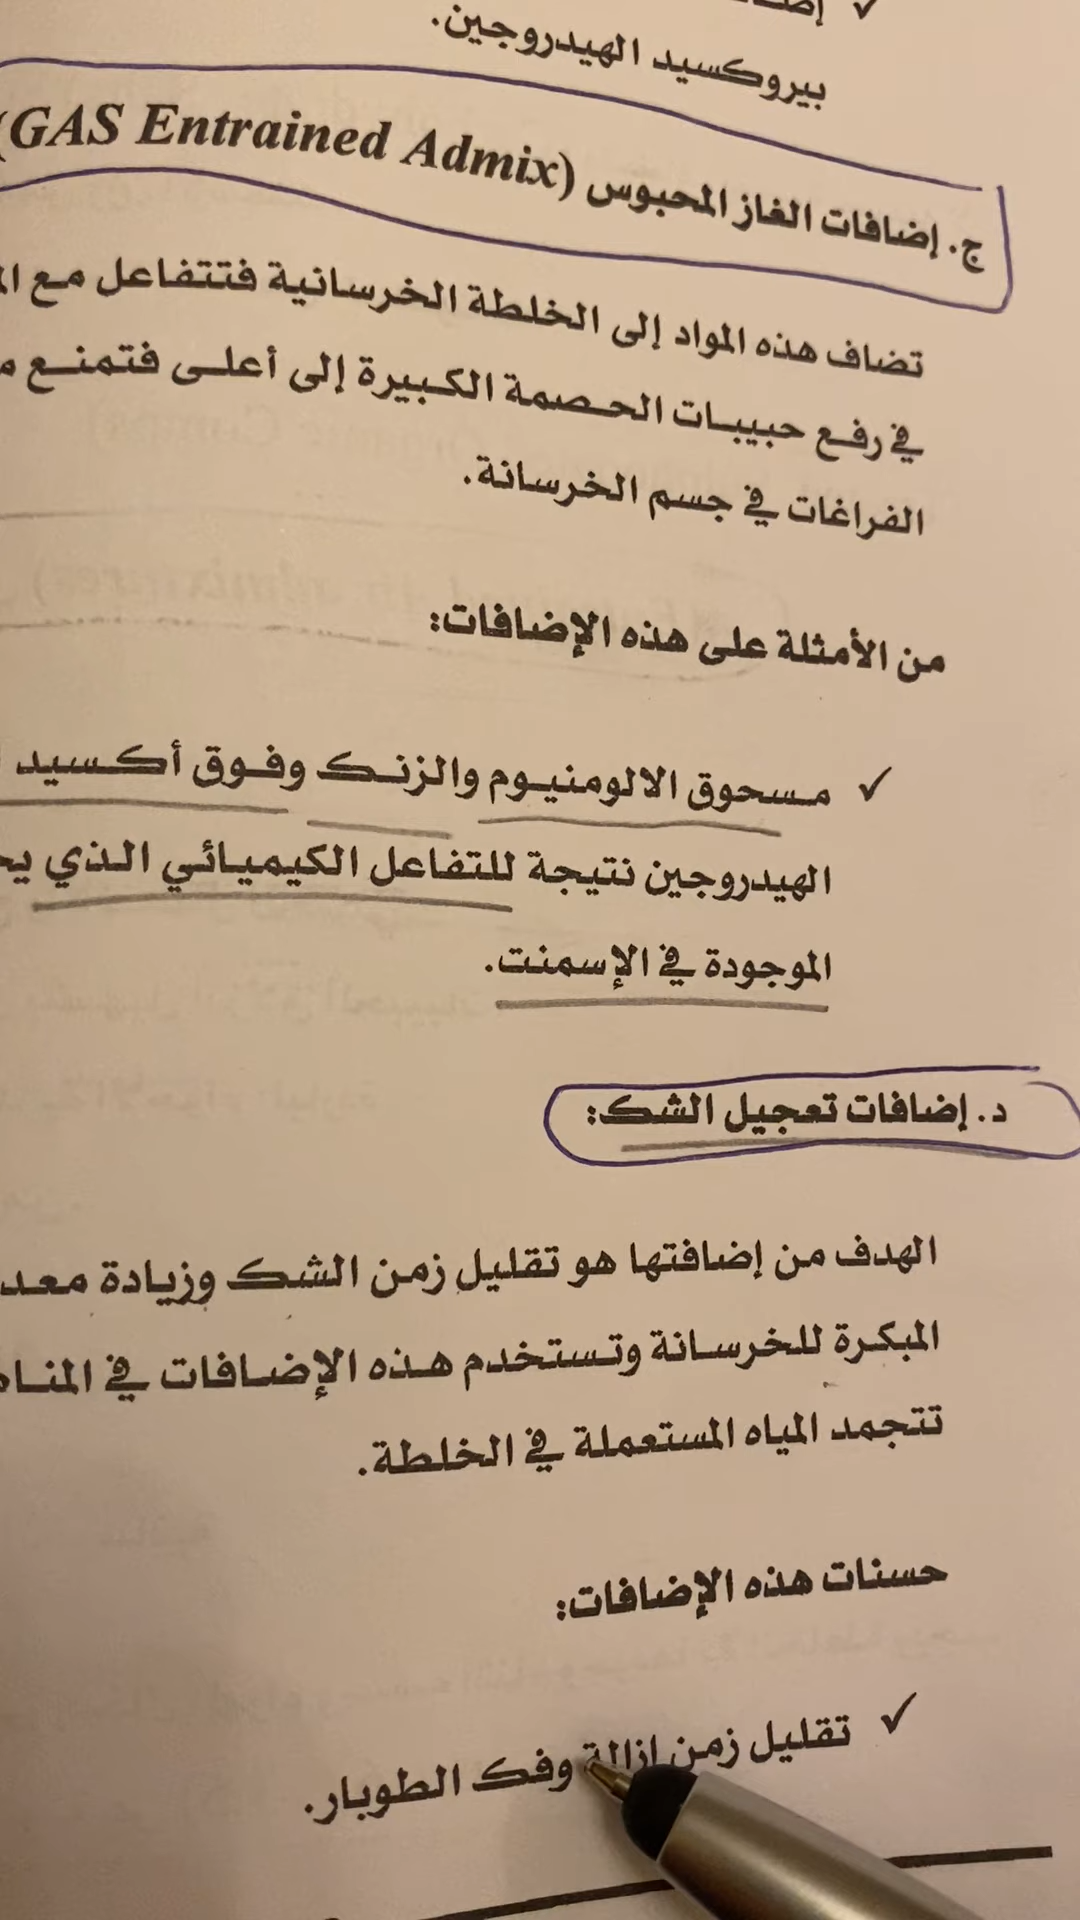 بيروكسيد الهيدروجين.
ج. إضافات الغاز المحبوس (GAS Entrained Admix)
تضاف هذه المواد إلى الخلطة الخرسانية فتتفاعل مع
في رفع حبيبات الحصمة الكبيرة إلى أعلى فتمنع
الفراغات في جسم الخرسانة.
من الأمثلة على هذه الإضافات:
✓ مسحوق الالومنيوم والزنك وفوق أكسيد
الهيدروجين نتيجة للتفاعل الكيميائي الذي
الموجودة في الإسمنت.
د. إضافات تعجيل الشك:
الهدف من إضافتها هو تقليل زمن الشك وزيادة
المبكرة للخرسانة وتستخدم هذه الإضافات في
تتجمد المياه المستعملة في الخلطة.
حسنات هذه الإضافات:
✓ تقليل زمن إزالة وفك الطوبار.